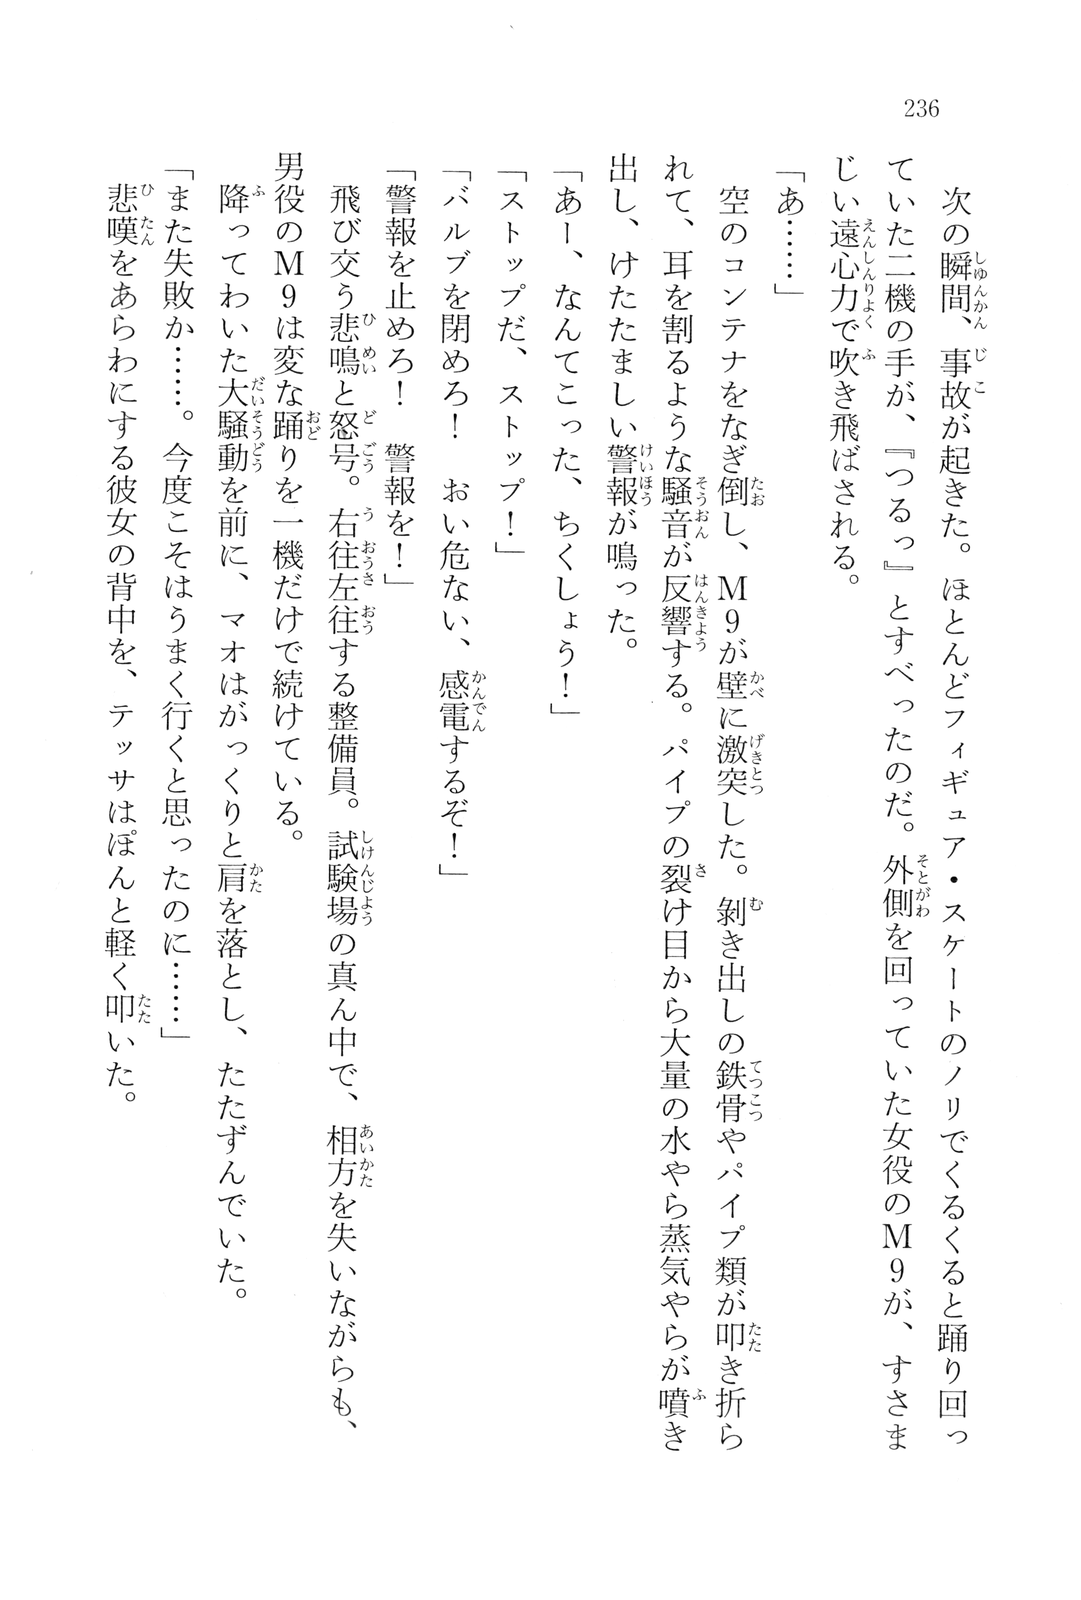 236
次の瞬間、事故が起きた。ほとんどフィギュア・スケートのノリでくるくると踊り回っ
ていた二機の手が、『つるっ』とすべったのだ。外側を回っていた女役のM9が、すさま
じい遠心力で吹き飛ばされる。
「あ……」
空のコンテナをなぎ倒し、M9が壁に激突した。剝き出しの鉄骨やパイプ類が叩き折ら
れて、耳を割るような騒音が反響する。パイプの裂け目から大量の水やら蒸気やらが噴き
出し、けたたましい警報が鳴った。
「あー、なんてこった、ちくしょう！」
「ストップだ、ストップ！」
「バルブを閉めろ！　おい危ない、感電するぞ！」
「警報を止めろ！　警報を！」
飛び交う悲鳴と怒号。右往左往する整備員。試験場の真ん中で、相方を失いながらも、
男役のM9は変な踊りを一機だけで続けている。
降ってわいた大騒動を前に、マオはがっくりと肩を落とし、たたずんでいた。
「また失敗か……。今度こそはうまく行くと思ったのに……」
悲嘆をあらわにする彼女の背中を、テッサはぽんと軽く叩いた。